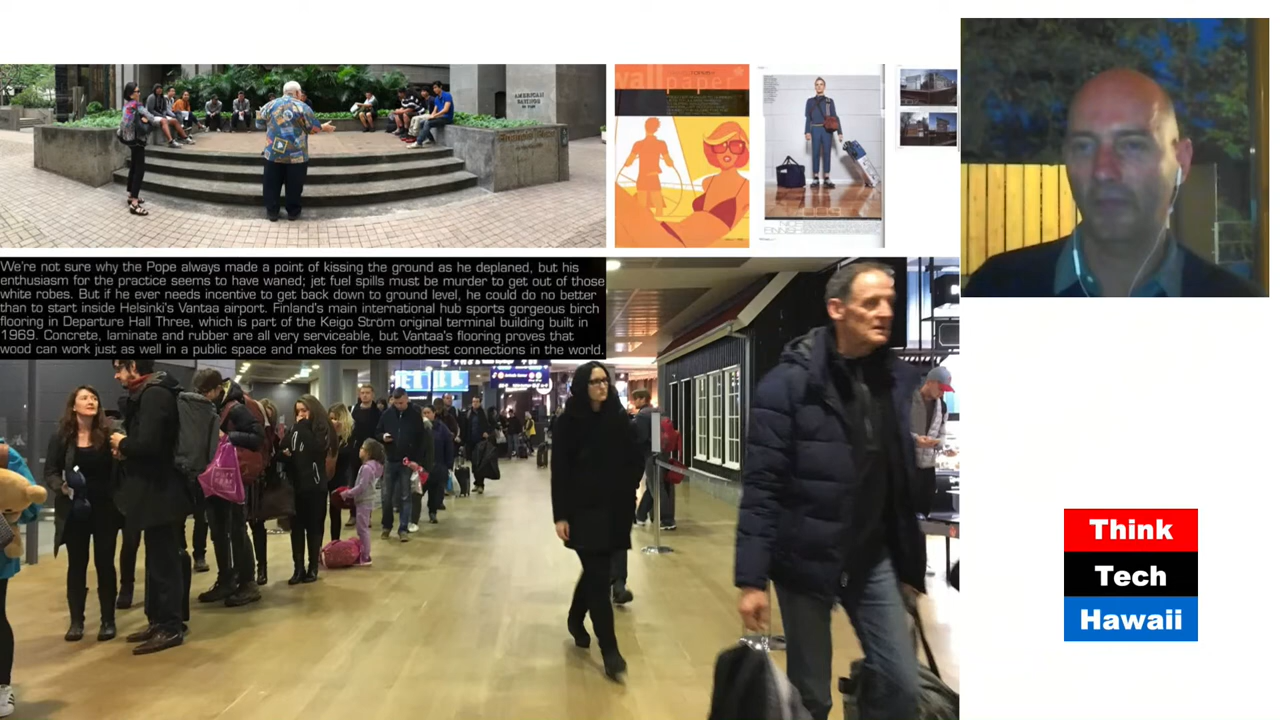 AMERICAN
SAVINGS
wallpaper*
We're not sure why the Pope always made a point of kissing the ground as he deplaned, but his
enthusiasm for the practice seems to have waned; jet fuel spills must be murder to get out of those
white robes. But if he ever needs incentive to get back down to ground level, he could do no better
than to start inside Helsinki's Vantaa airport. Finland's main international hub sports gorgeous birch
flooring in Departure Hall Three, which is part of the Keigo Ström original terminal building built in
1969. Concrete, laminate and rubber are all very serviceable, but Vantaa's flooring proves that
wood can work just as well in a public space and makes for the smoothest connections in the world.
Think
Tech
Hawaii